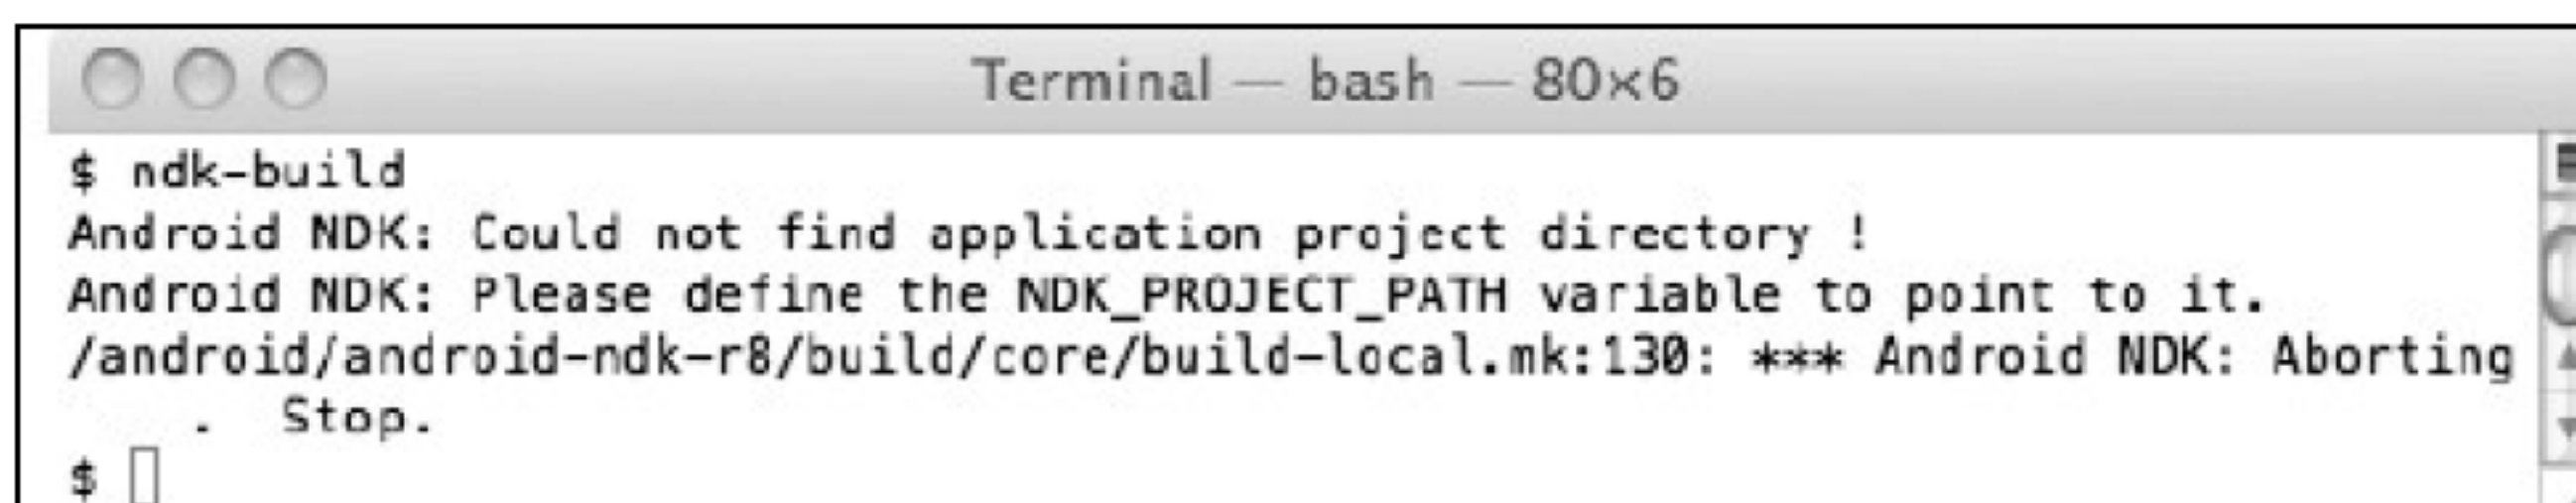 Terminal — bash — 80×6
$ ndk-build
Android NDK: Could not find application project directory !
Android NDK: Please define the NDK_PROJECT_PATH variable to point to it.
/android/android-ndk-r8/build/core/build-local.mk:130: *** Android NDK: Aborting
    .  Stop.
$